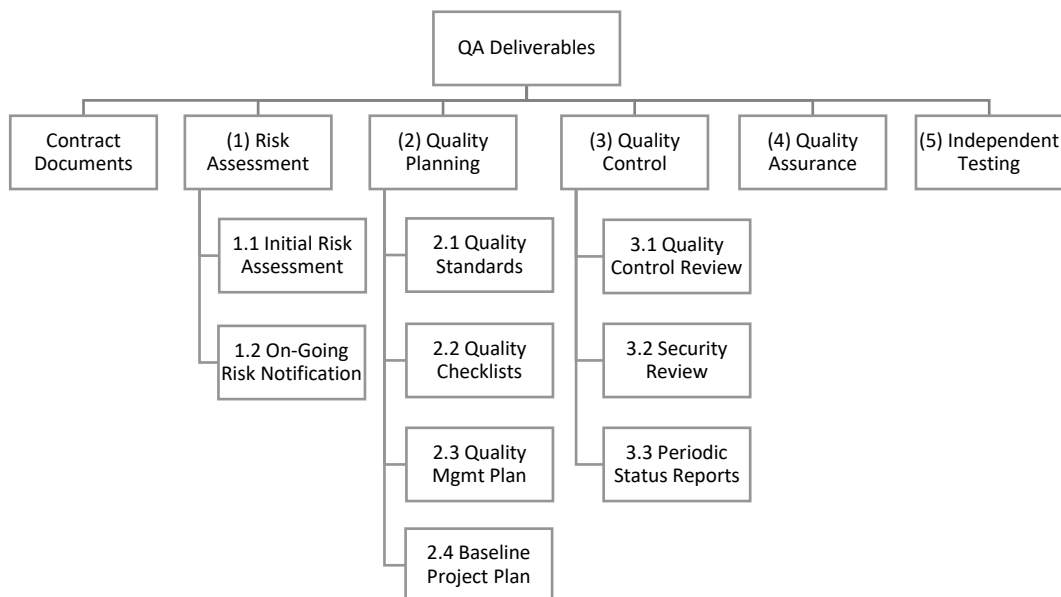 QA Deliverables
Contract
Documents
(1) Risk
Assessment
(2) Quality
Planning
(3) Quality
Control
(4) Quality
Assurance
(5) Independent
Testing
1.1 Initial Risk
Assessment
1.2 On-Going
Risk Notification
2.1 Quality
Standards
2.2 Quality
Checklists
2.3 Quality
Mgmt Plan
2.4 Baseline
Project Plan
3.1 Quality
Control Review
3.2 Security
Review
3.3 Periodic
Status Reports